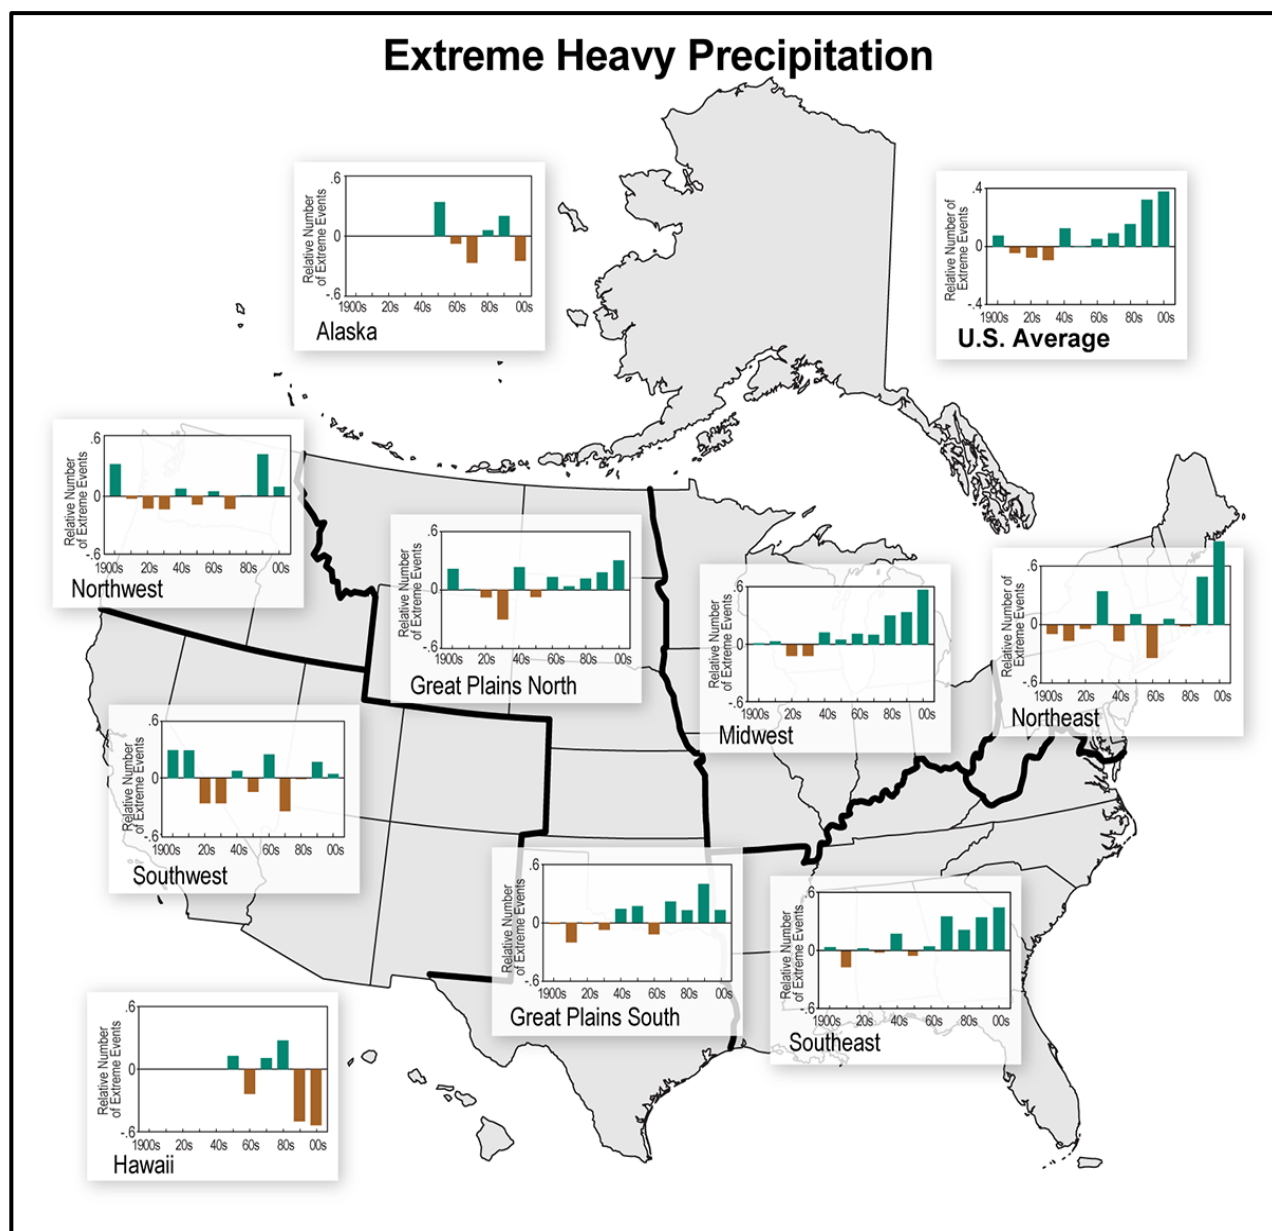 Extreme Heavy Precipitation
Relative Number
of Extreme Events
.6
0
-.6
1900s 20s 40s 60s 80s 00s
Alaska
Relative Number of
Extreme Events
.4
0
-.4
1900s 20s 40s 60s 80s 00s
U.S. Average
Relative Number
of Extreme Events
.6
0
-.6
1900s 20s 40s 60s 80s 00s
Northwest
Relative Number
of Extreme Events
.6
0
-.6
1900s 20s 40s 60s 80s 00s
Great Plains North
Relative Number
of Extreme Events
.6
0
-.6
1900s 20s 40s 60s 80s 00s
Midwest
Relative Number of
Extreme Events
.6
0
-.6
1900s 20s 40s 60s 80s 00s
Northeast
Relative Number
of Extreme Events
.6
0
-.6
1900s 20s 40s 60s 80s 00s
Southwest
Relative Number
of Extreme Events
.6
0
-.6
1900s 20s 40s 60s 80s 00s
Great Plains South
Relative Number
of Extreme Events
.6
0
-.6
1900s 20s 40s 60s 80s 00s
Southeast
Relative Number
of Extreme Events
.6
0
-.6
1900s 20s 40s 60s 80s 00s
Hawaii